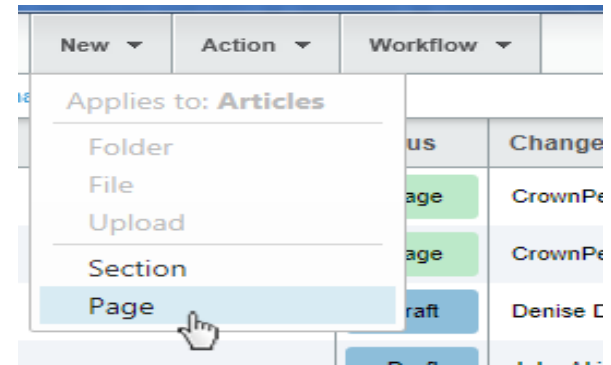 New Action Workflow
Applies to: Articles
Folder us Change
File age CrownPe
Upload
Section age CrownPe
Page raft Denise D